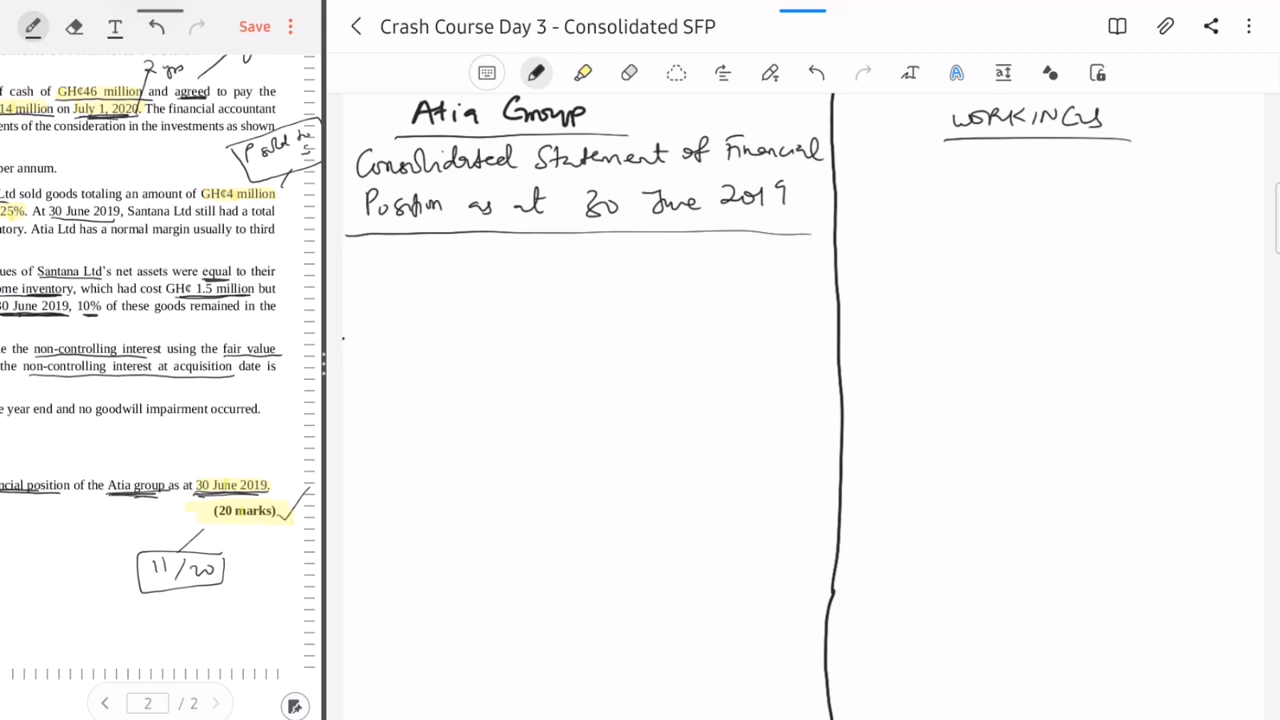 Save
2 yrs
f cash of GH¢46 million and agreed to pay the
14 million on July 1, 2020. The financial accountant
ents of the consideration in the investments as shown
P sold to
S
per annum.
Ltd sold goods totaling an amount of GH¢4 million
25%. At 30 June 2019, Santana Ltd still had a total
tory. Atia Ltd has a normal margin usually to third
ues of Santana Ltd's net assets were equal to their
ome inventory, which had cost GH¢ 1.5 million but
30 June 2019, 10% of these goods remained in the
e the non-controlling interest using the fair value
the non-controlling interest at acquisition date is
e year end and no goodwill impairment occurred.
ncial position of the Atia group as at 30 June 2019.
(20 marks)
11/20
2 / 2
Crash Course Day 3 - Consolidated SFP
Atia Group
Consolidated Statement of Financial
Position as at 30 June 2019
WORKINGS